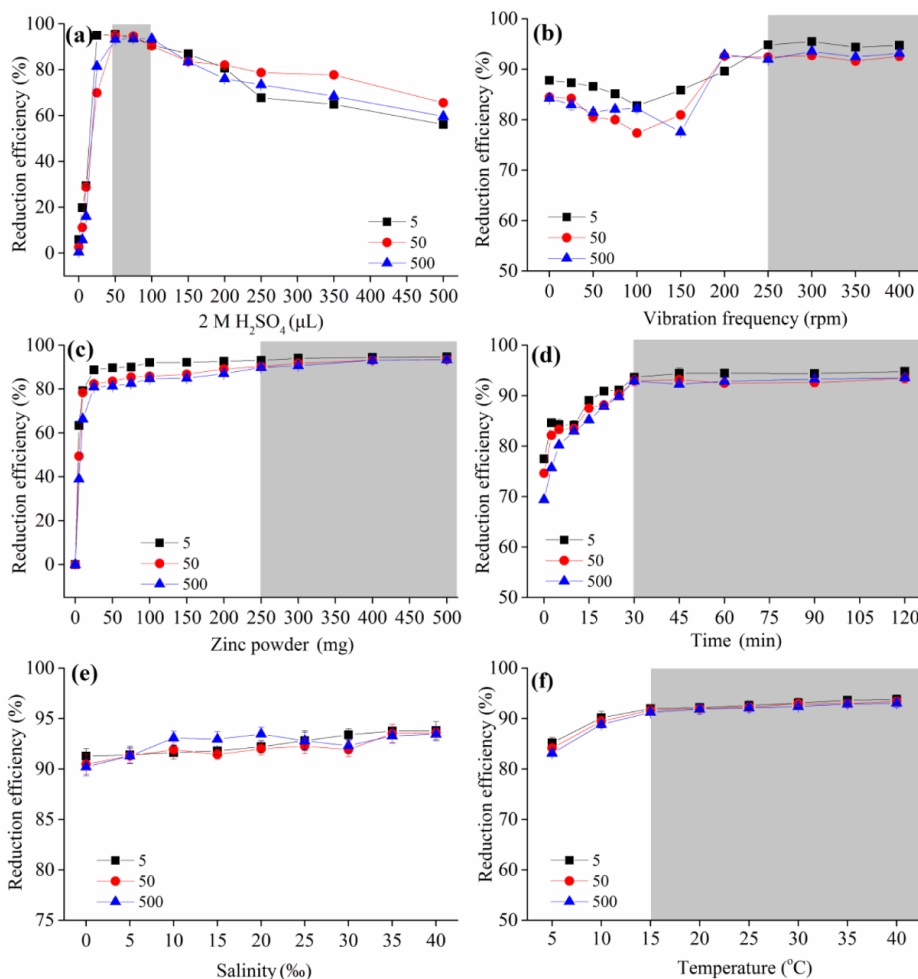 (a)
Reduction efficiency (%)
100
80
60
40
20
0
5
50
500
0 50 100 150 200 250 300 350 400 450 500
2 M H₂SO₄ (μL)
(b)
Reduction efficiency (%)
100
90
80
70
60
50
5
50
500
0 50 100 150 200 250 300 350 400
Vibration frequency (rpm)
(c)
Reduction efficiency (%)
100
80
60
40
20
0
5
50
500
0 50 100 150 200 250 300 350 400 450 500
Zinc powder (mg)
(d)
Reduction efficiency (%)
100
90
80
70
60
50
5
50
500
0 15 30 45 60 75 90 105 120
Time (min)
(e)
Reduction efficiency (%)
100
95
90
85
80
75
5
50
500
0 5 10 15 20 25 30 35 40
Salinity (‰)
(f)
Reduction efficiency (%)
100
90
80
70
60
50
5
50
500
5 10 15 20 25 30 35 40
Temperature (°C)